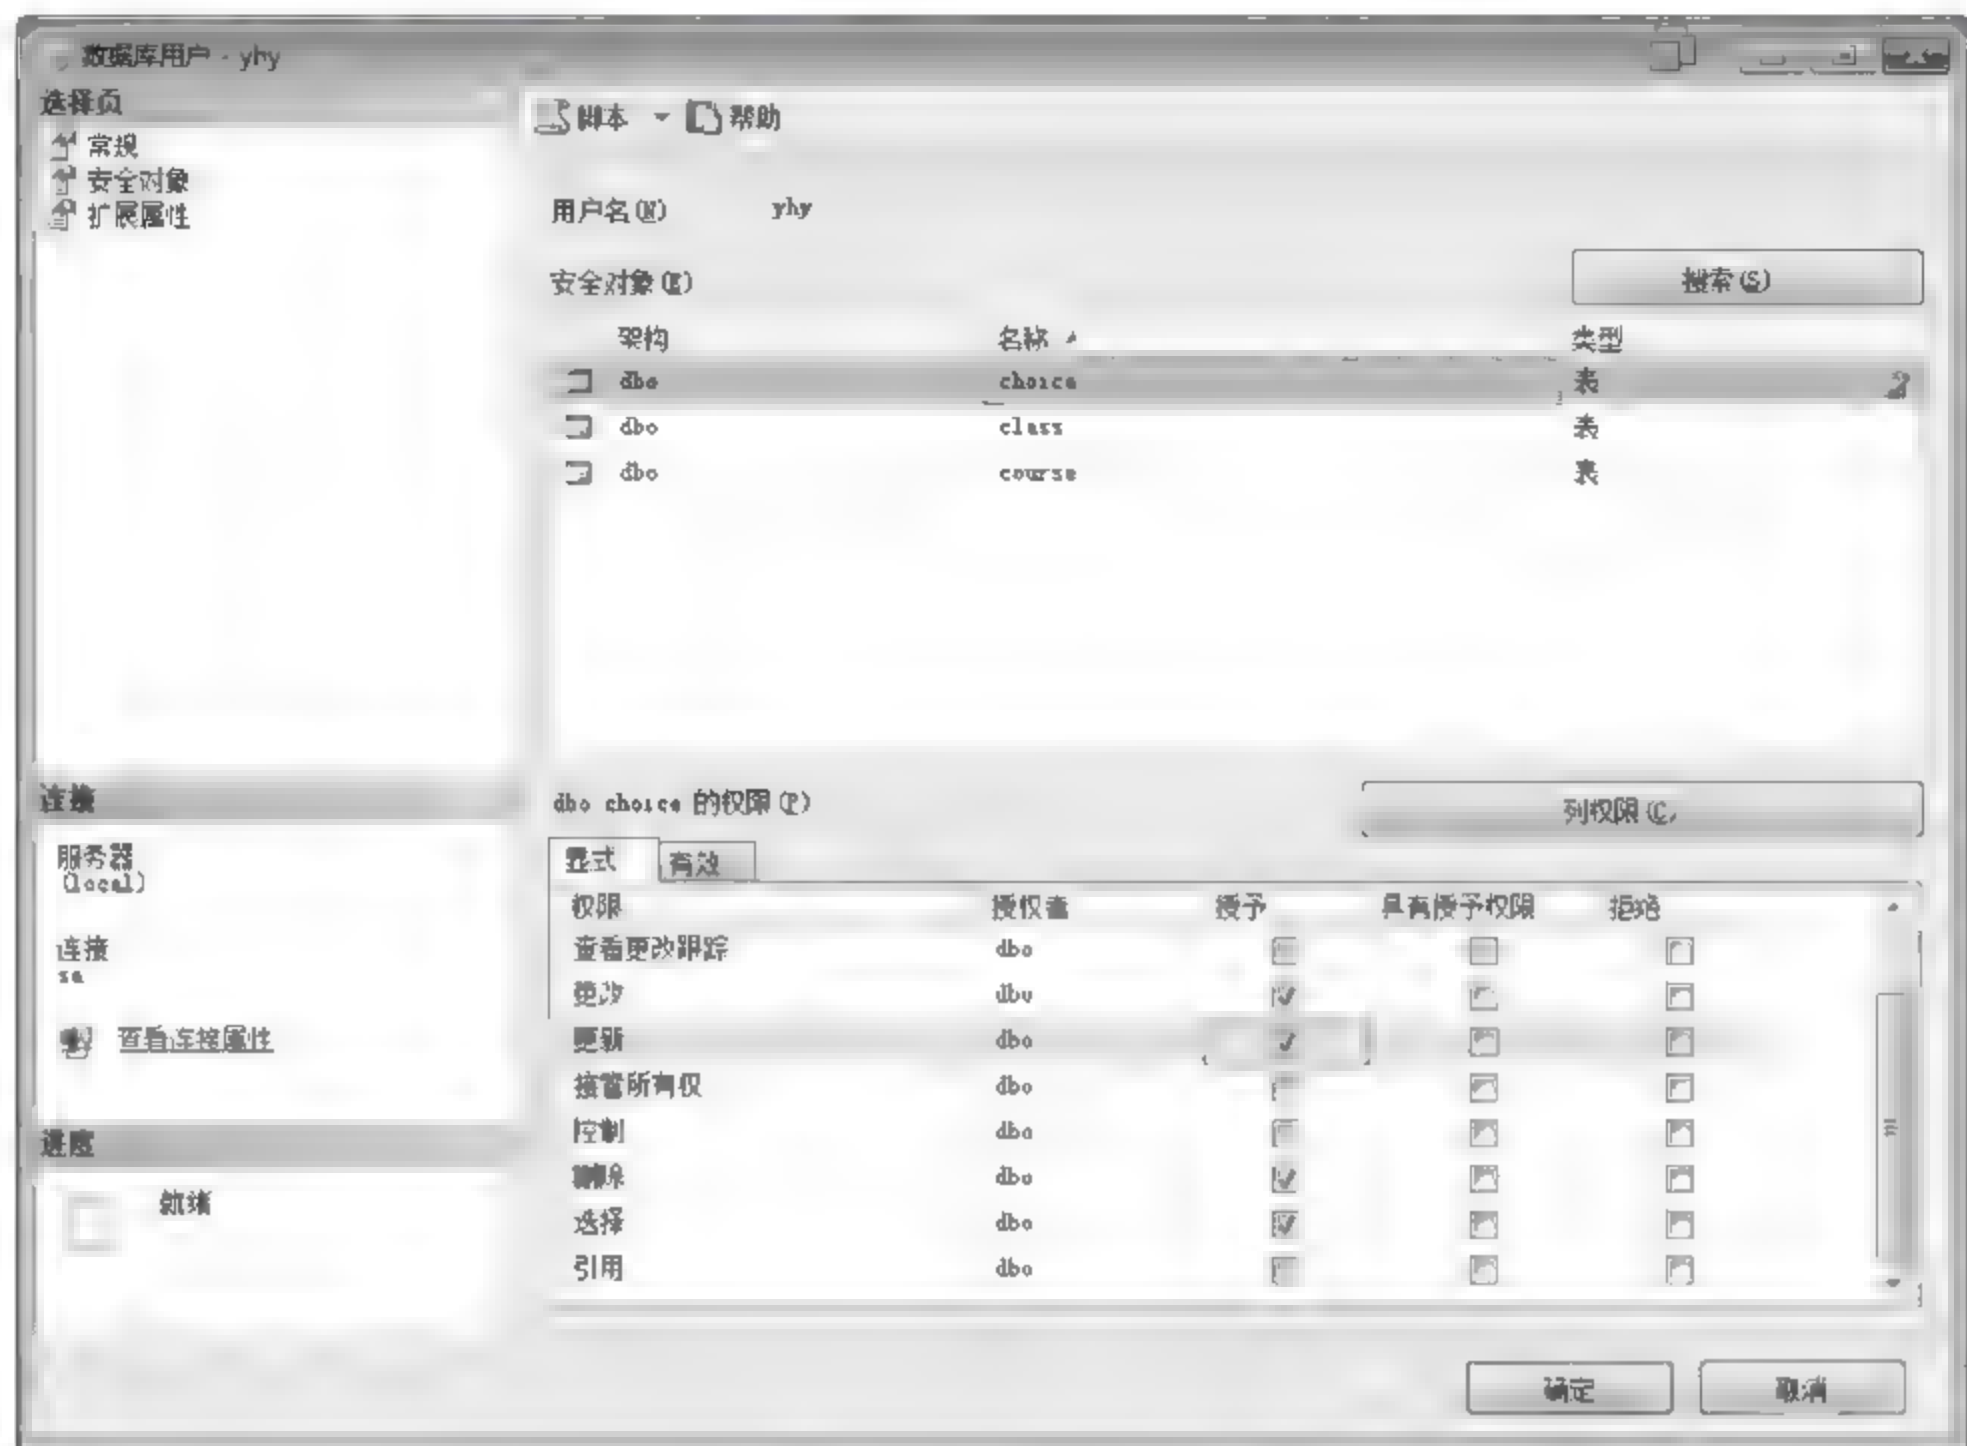 数据库用户 - yhy
选择页
常规
安全对象
扩展属性
脚本 帮助
用户名(N) yhy
安全对象(E)
搜索(S)
架构 名称 类型
dbo choice 表
dbo class 表
dbo course 表
连接
服务器
(local)
连接
sa
查看连接属性
进度
就绪
dbo choice 的权限(P)
列权限(C)
显式 有效
权限 授权者 授予 具有授予权限 拒绝
查看更改跟踪 dbo
更改 dbo
更新 dbo
接管所有权 dbo
控制 dbo
删除 dbo
选择 dbo
引用 dbo
确定 取消